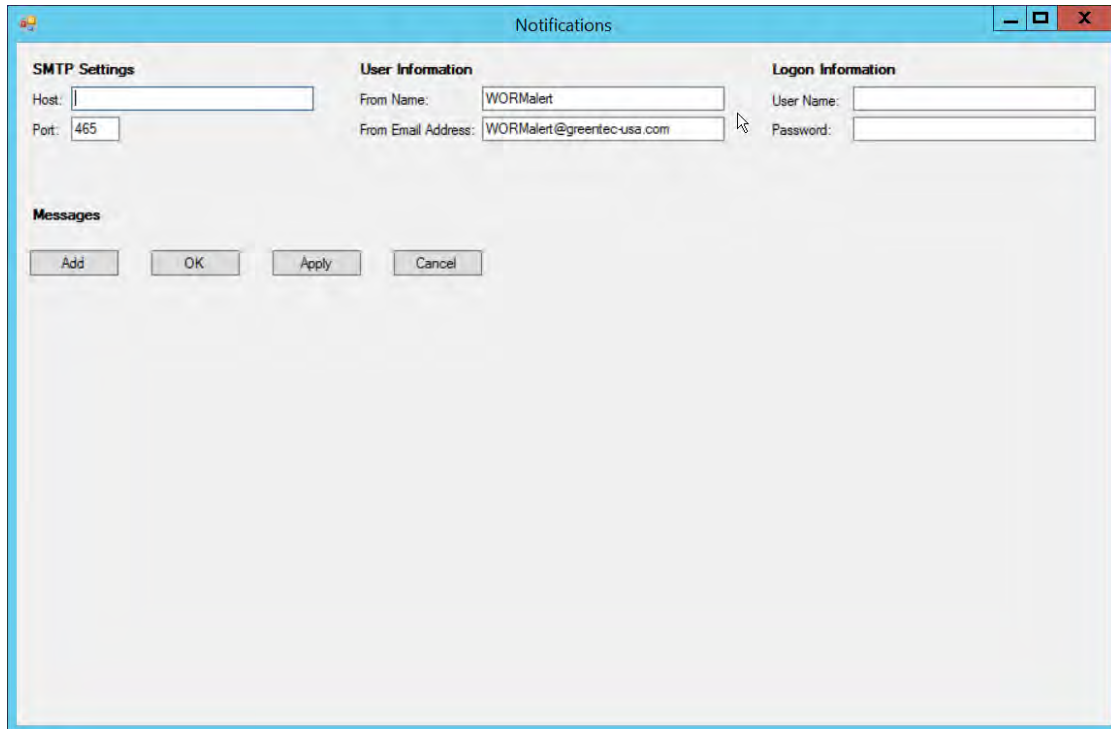 Notifications
SMTP Settings
Host:
Port: 465
User Information
From Name: WORMalert
From Email Address: WORMalert@greentec-usa.com
Logon Information
User Name:
Password:
Messages
Add OK Apply Cancel